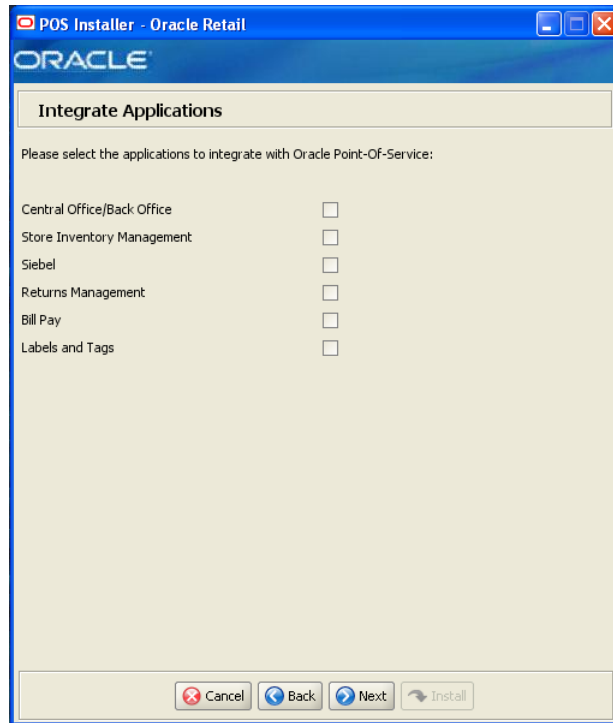 POS Installer - Oracle Retail
ORACLE
Integrate Applications
Please select the applications to integrate with Oracle Point-Of-Service:
Central Office/Back Office
Store Inventory Management
Siebel
Returns Management
Bill Pay
Labels and Tags
Cancel Back Next Install